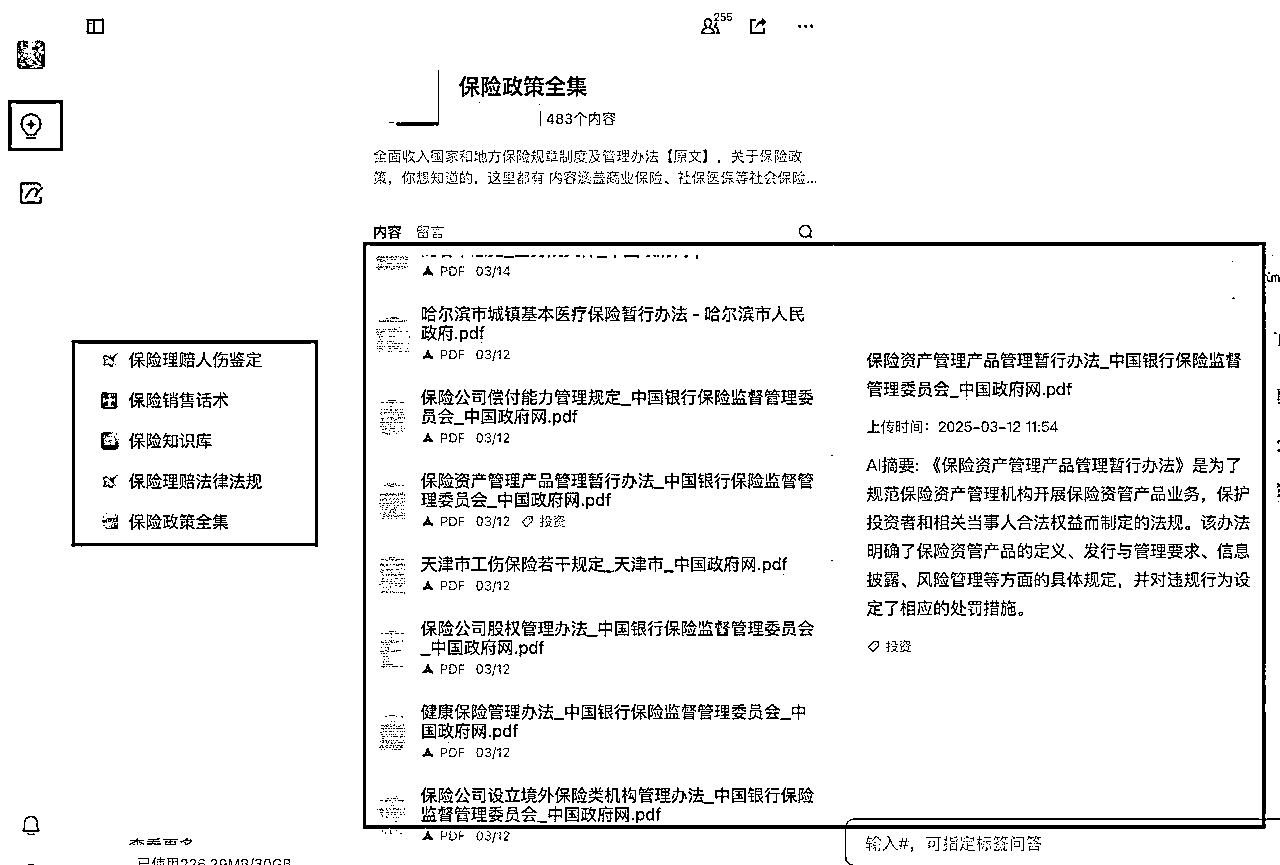 255
保险政策全集
483个内容
全面收入国家和地方保险规章制度及管理办法【原文】，关于保险政
策，你想知道的，这里都有 内容涵盖商业保险、社保医保等社会保险...
内容 留言
PDF 03/14
哈尔滨市城镇基本医疗保险暂行办法 - 哈尔滨市人民
政府.pdf
PDF 03/12
保险公司偿付能力管理规定_中国银行保险监督管理委
员会_中国政府网.pdf
PDF 03/12
保险资产管理产品管理暂行办法_中国银行保险监督管
理委员会_中国政府网.pdf
PDF 03/12 投资
天津市工伤保险若干规定_天津市_中国政府网.pdf
PDF 03/12
保险公司股权管理办法_中国银行保险监督管理委员会
_中国政府网.pdf
PDF 03/12
健康保险管理办法_中国银行保险监督管理委员会_中
国政府网.pdf
PDF 03/12
保险公司设立境外保险类机构管理办法_中国银行保险
监督管理委员会_中国政府网.pdf
PDF 03/12
保险理赔人伤鉴定
保险销售话术
保险知识库
保险理赔法律法规
保险政策全集
查看更多
已使用226.29MB/30GB
保险资产管理产品管理暂行办法_中国银行保险监督
管理委员会_中国政府网.pdf
上传时间：2025-03-12 11:54
AI摘要: 《保险资产管理产品管理暂行办法》是为了
规范保险资产管理机构开展保险资管产品业务，保护
投资者和相关当事人合法权益而制定的法规。该办法
明确了保险资管产品的定义、发行与管理要求、信息
披露、风险管理等方面的具体规定，并对违规行为设
定了相应的处罚措施。
投资
输入#，可指定标签问答